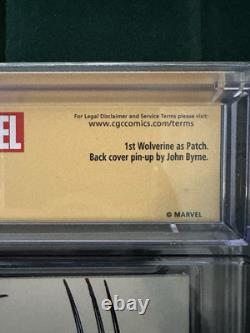 For Legal Disclaimer and Service Terms please visit:
www.cgccomics.com/terms
EL
1st Wolverine as Patch.
Back cover pin-up by John Byrne.
© MARVEL